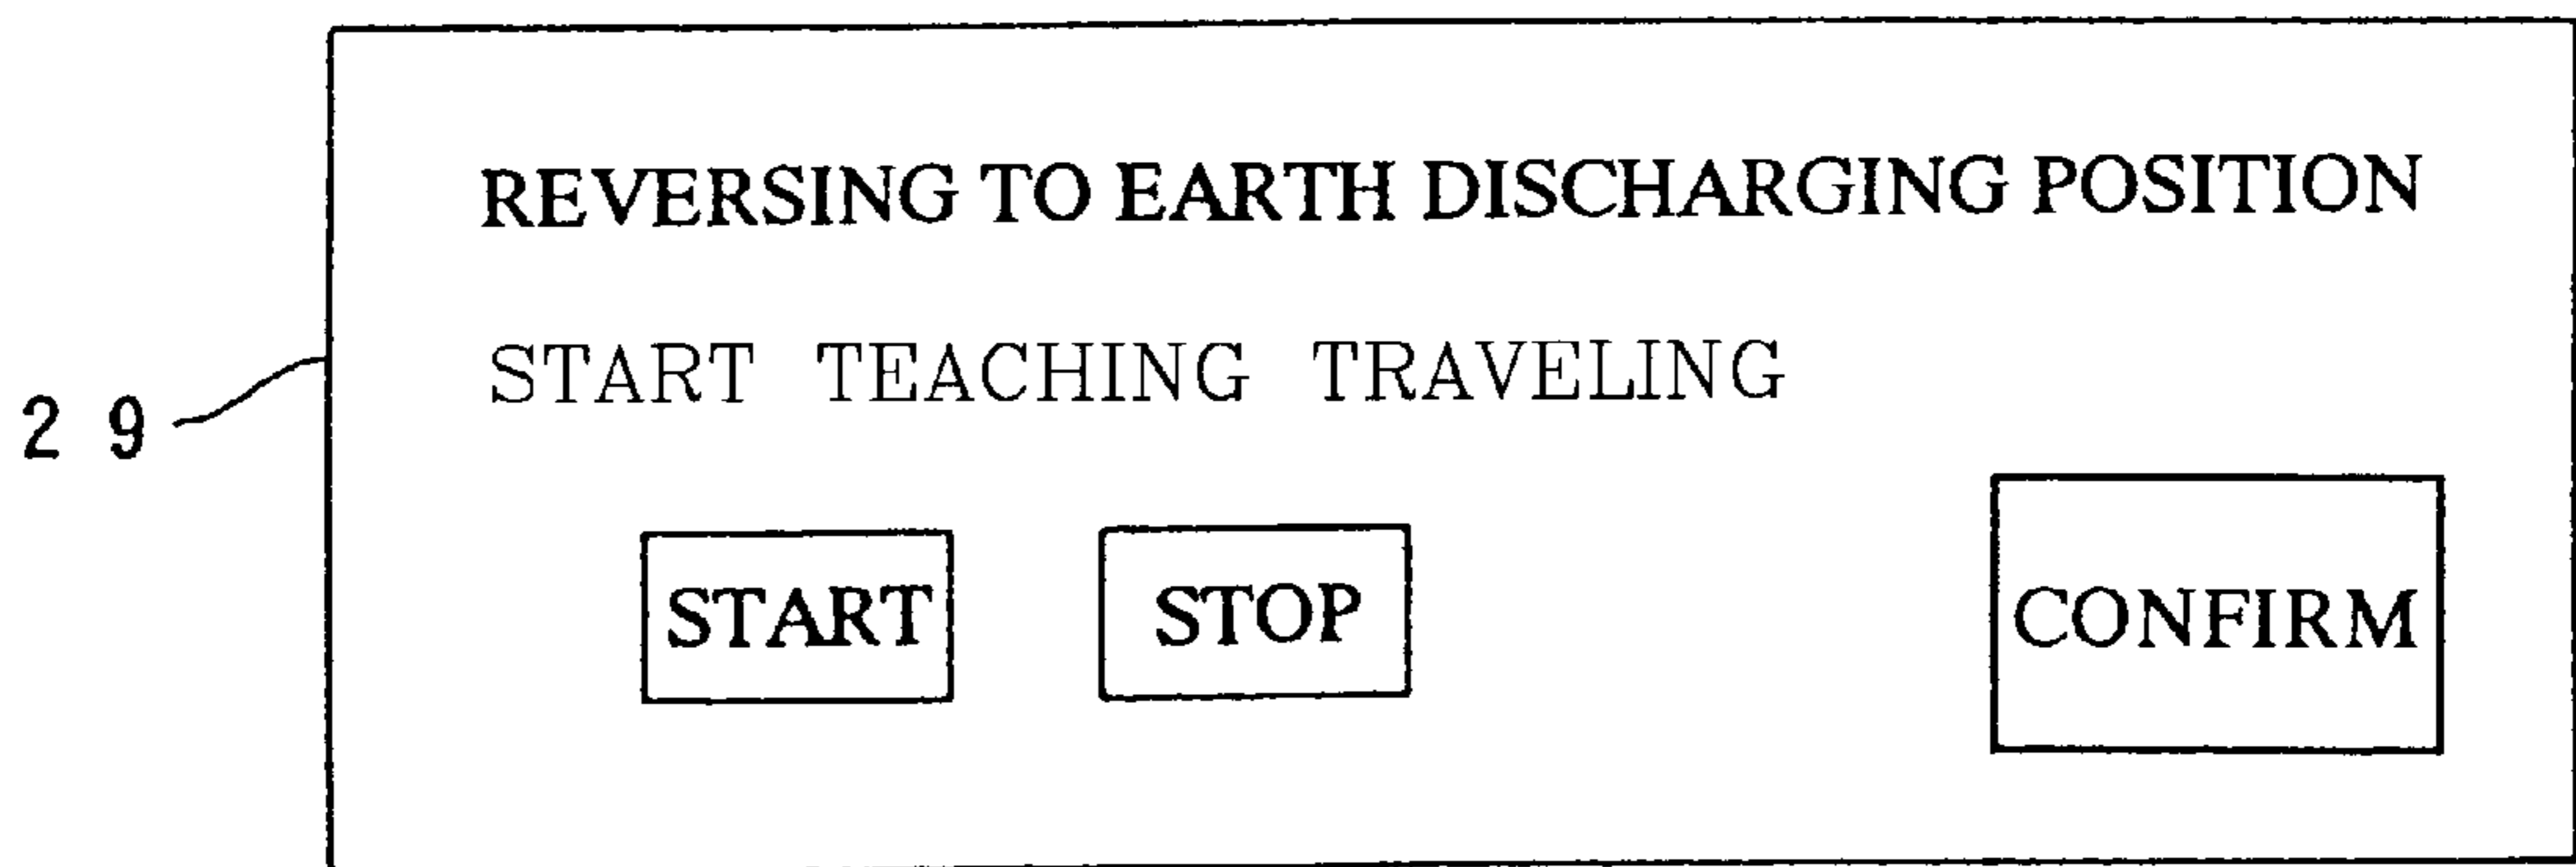 REVERSING TO EARTH DISCHARGING POSITION
START TEACHING TRAVELING
29
START STOP CONFIRM